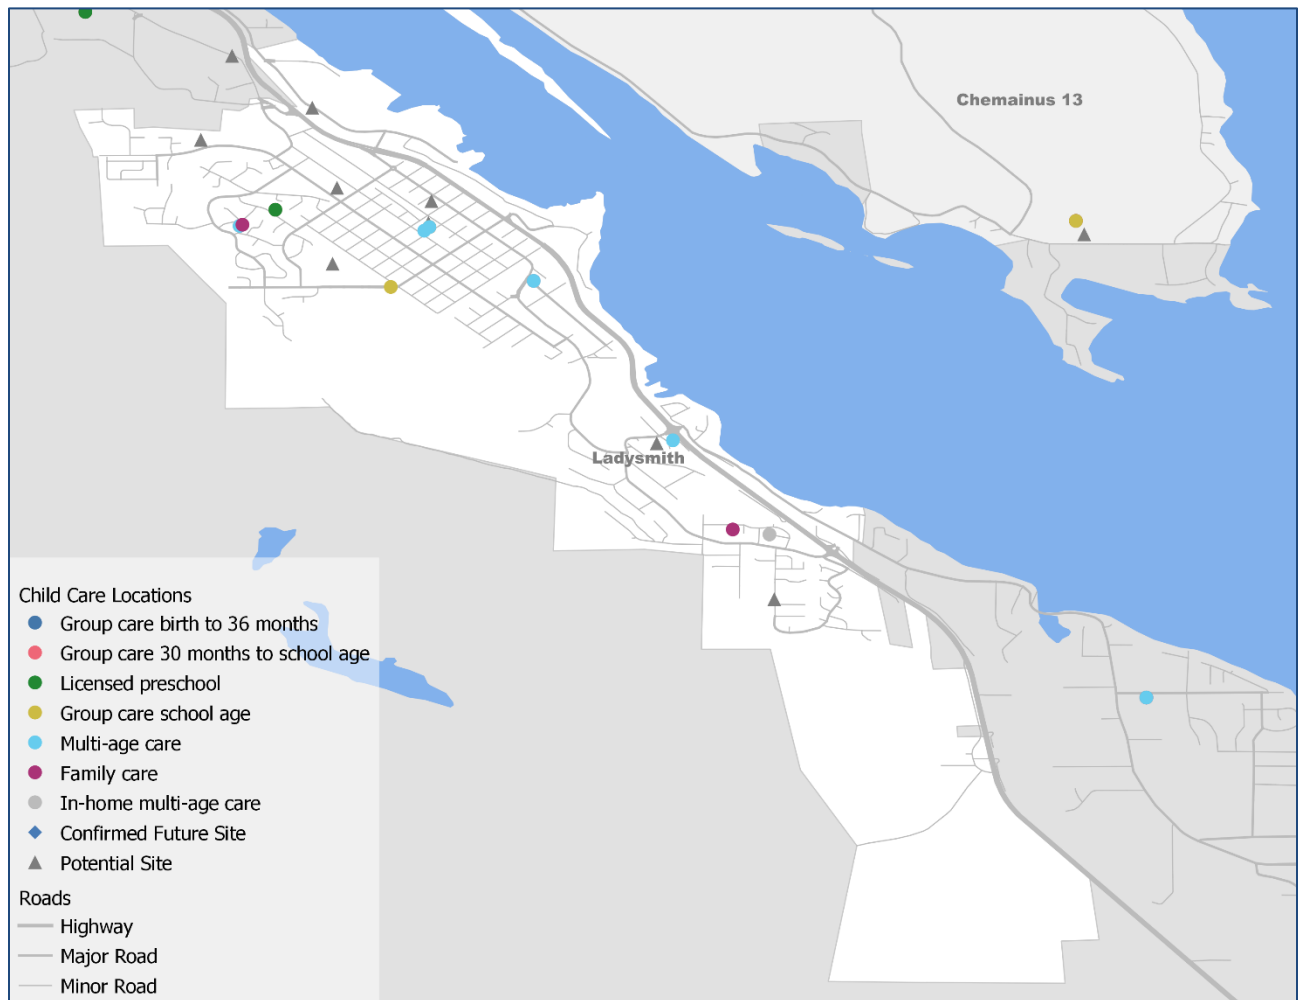 Chemainus 13
Ladysmith
Child Care Locations
Group care birth to 36 months
Group care 30 months to school age
Licensed preschool
Group care school age
Multi-age care
Family care
In-home multi-age care
Confirmed Future Site
Potential Site
Roads
Highway
Major Road
Minor Road